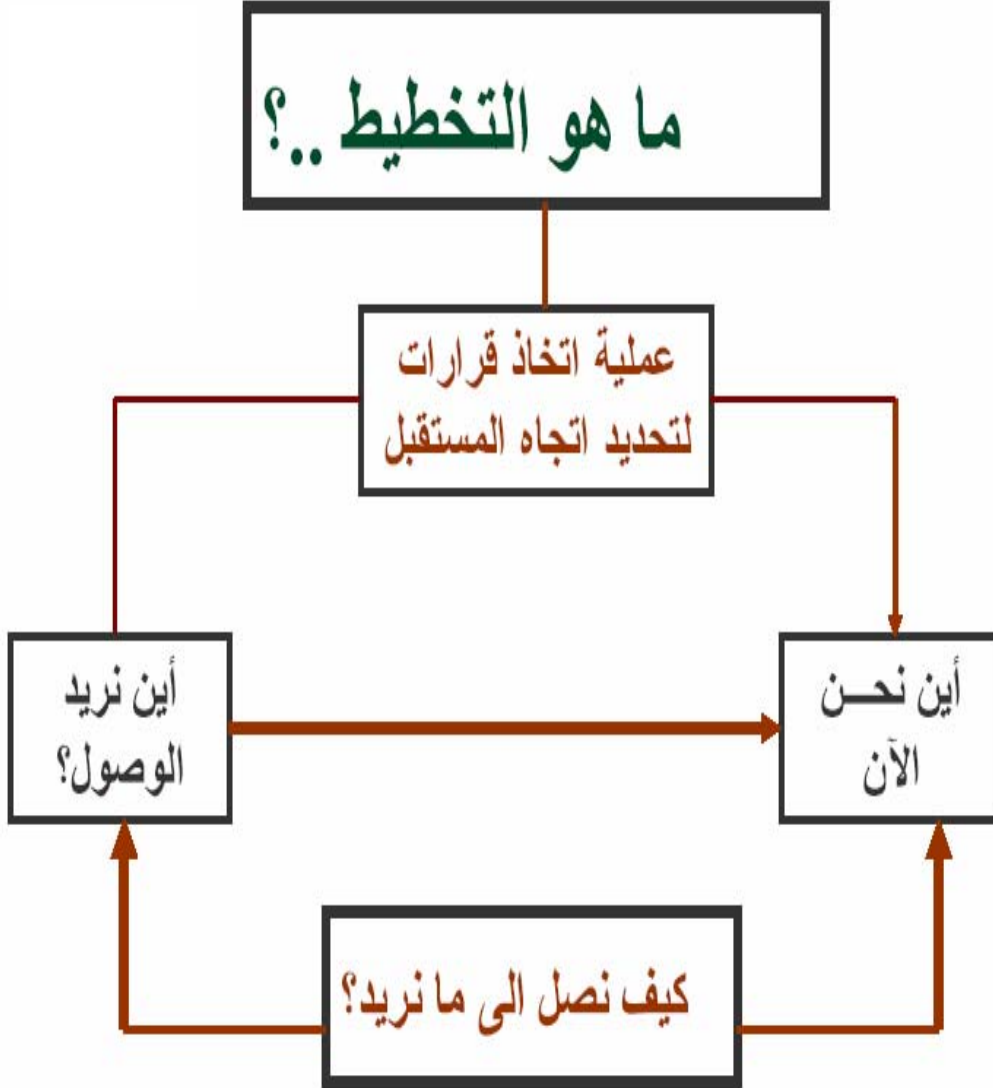 ما هو التخطيط ..؟
عملية اتخاذ قرارات
لتحديد اتجاه المستقبل
أين نحــن
الآن
أين نريد
الوصول؟
كيف نصل الى ما نريد؟